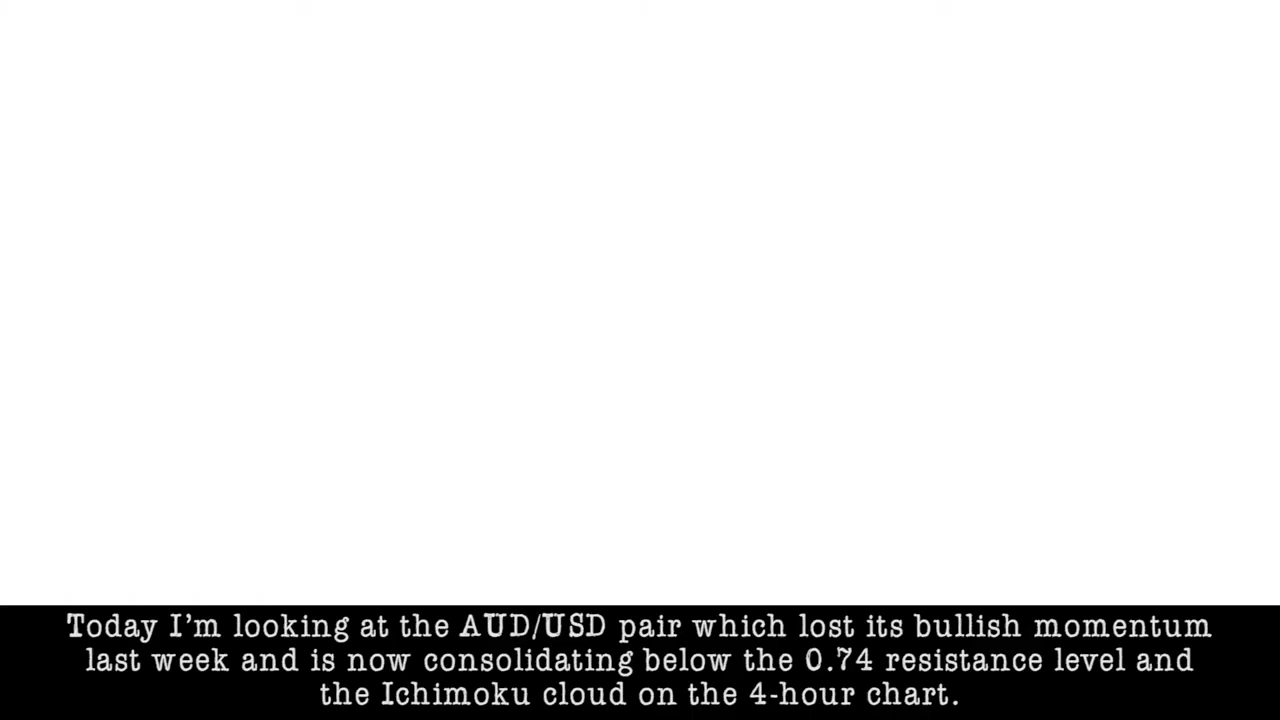 Today I'm looking at the AUD/USD pair which lost its bullish momentum
last week and is now consolidating below the 0.74 resistance level and
the Ichimoku cloud on the 4-hour chart.